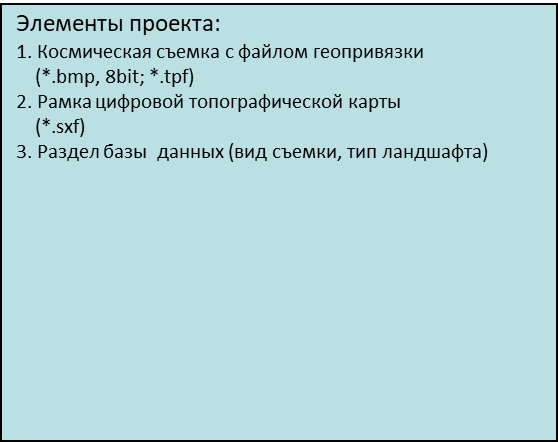 Элементы проекта:
1. Космическая съемка с файлом геопривязки
(*.bmp, 8bit; *.tpf)
2. Рамка цифровой топографической карты
(*.sxf)
3. Раздел базы данных (вид съемки, тип ландшафта)